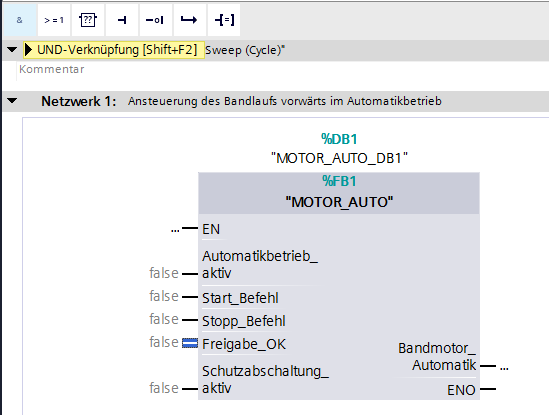 & >=1 ?? -o|
UND-Verknüpfung [Shift+F2] Sweep (Cycle)"
Kommentar
Netzwerk 1: Ansteuerung des Bandlaufs vorwärts im Automatikbetrieb
%DB1
"MOTOR_AUTO_DB1"
%FB1
"MOTOR_AUTO"
... EN
Automatikbetrieb_
false aktiv
false Start_Befehl
false Stopp_Befehl
false Freigabe_OK
Schutzabschaltung_
false aktiv
Bandmotor_
Automatik ...
ENO